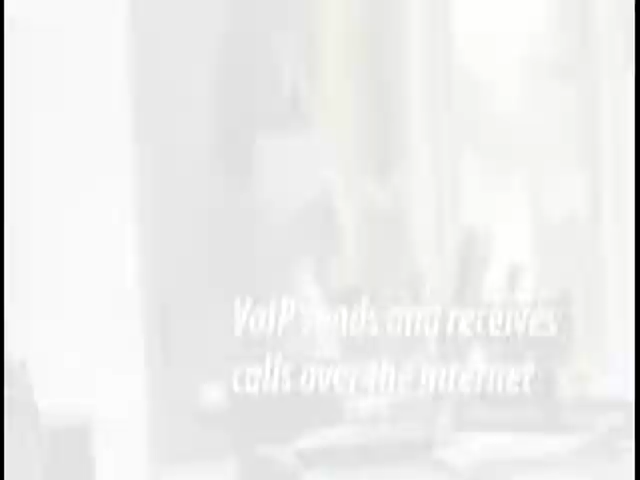 VoIP sends and receives
calls over the internet